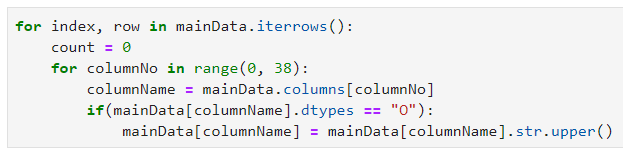 for index, row in mainData.iterrows():
    count = 0
    for columnNo in range(0, 38):
        columnName = mainData.columns[columnNo]
        if(mainData[columnName].dtypes == "O"):
            mainData[columnName] = mainData[columnName].str.upper()